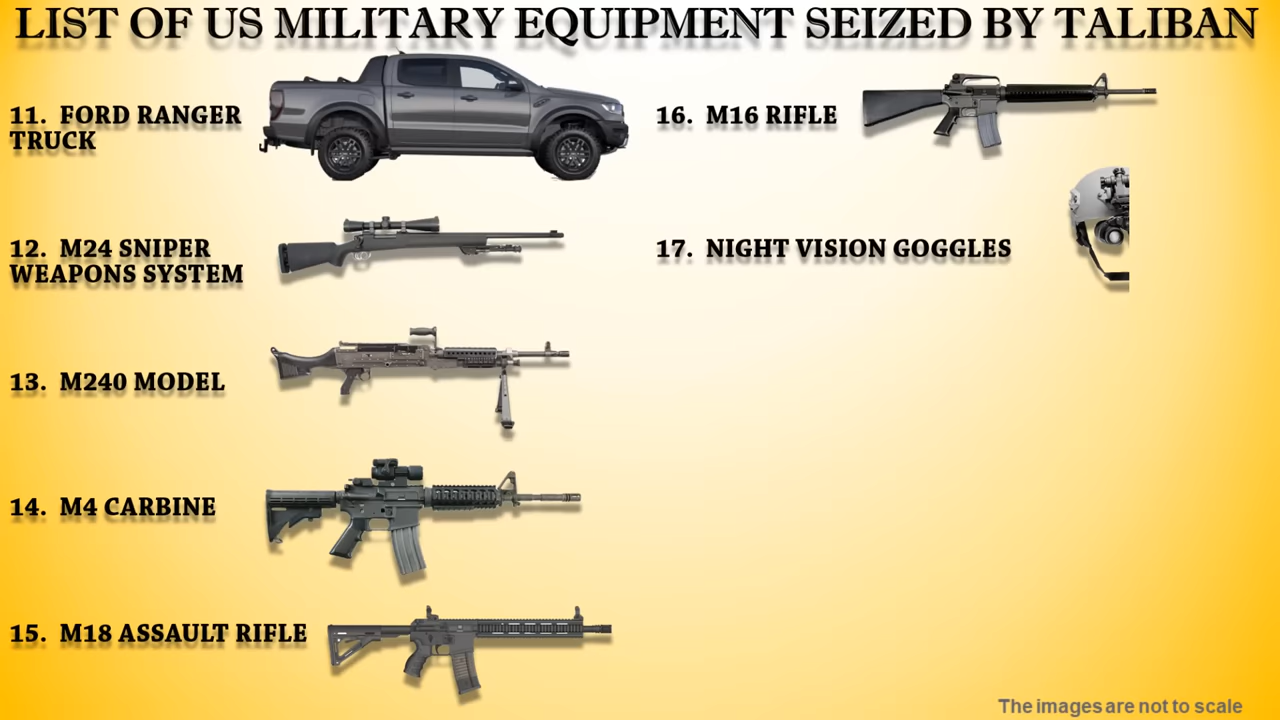 LIST OF US MILITARY EQUIPMENT SEIZED BY TALIBAN
11. FORD RANGER
TRUCK
12. M24 SNIPER
WEAPONS SYSTEM
13. M240 MODEL
14. M4 CARBINE
15. M18 ASSAULT RIFLE
16. M16 RIFLE
17. NIGHT VISION GOGGLES
The images are not to scale